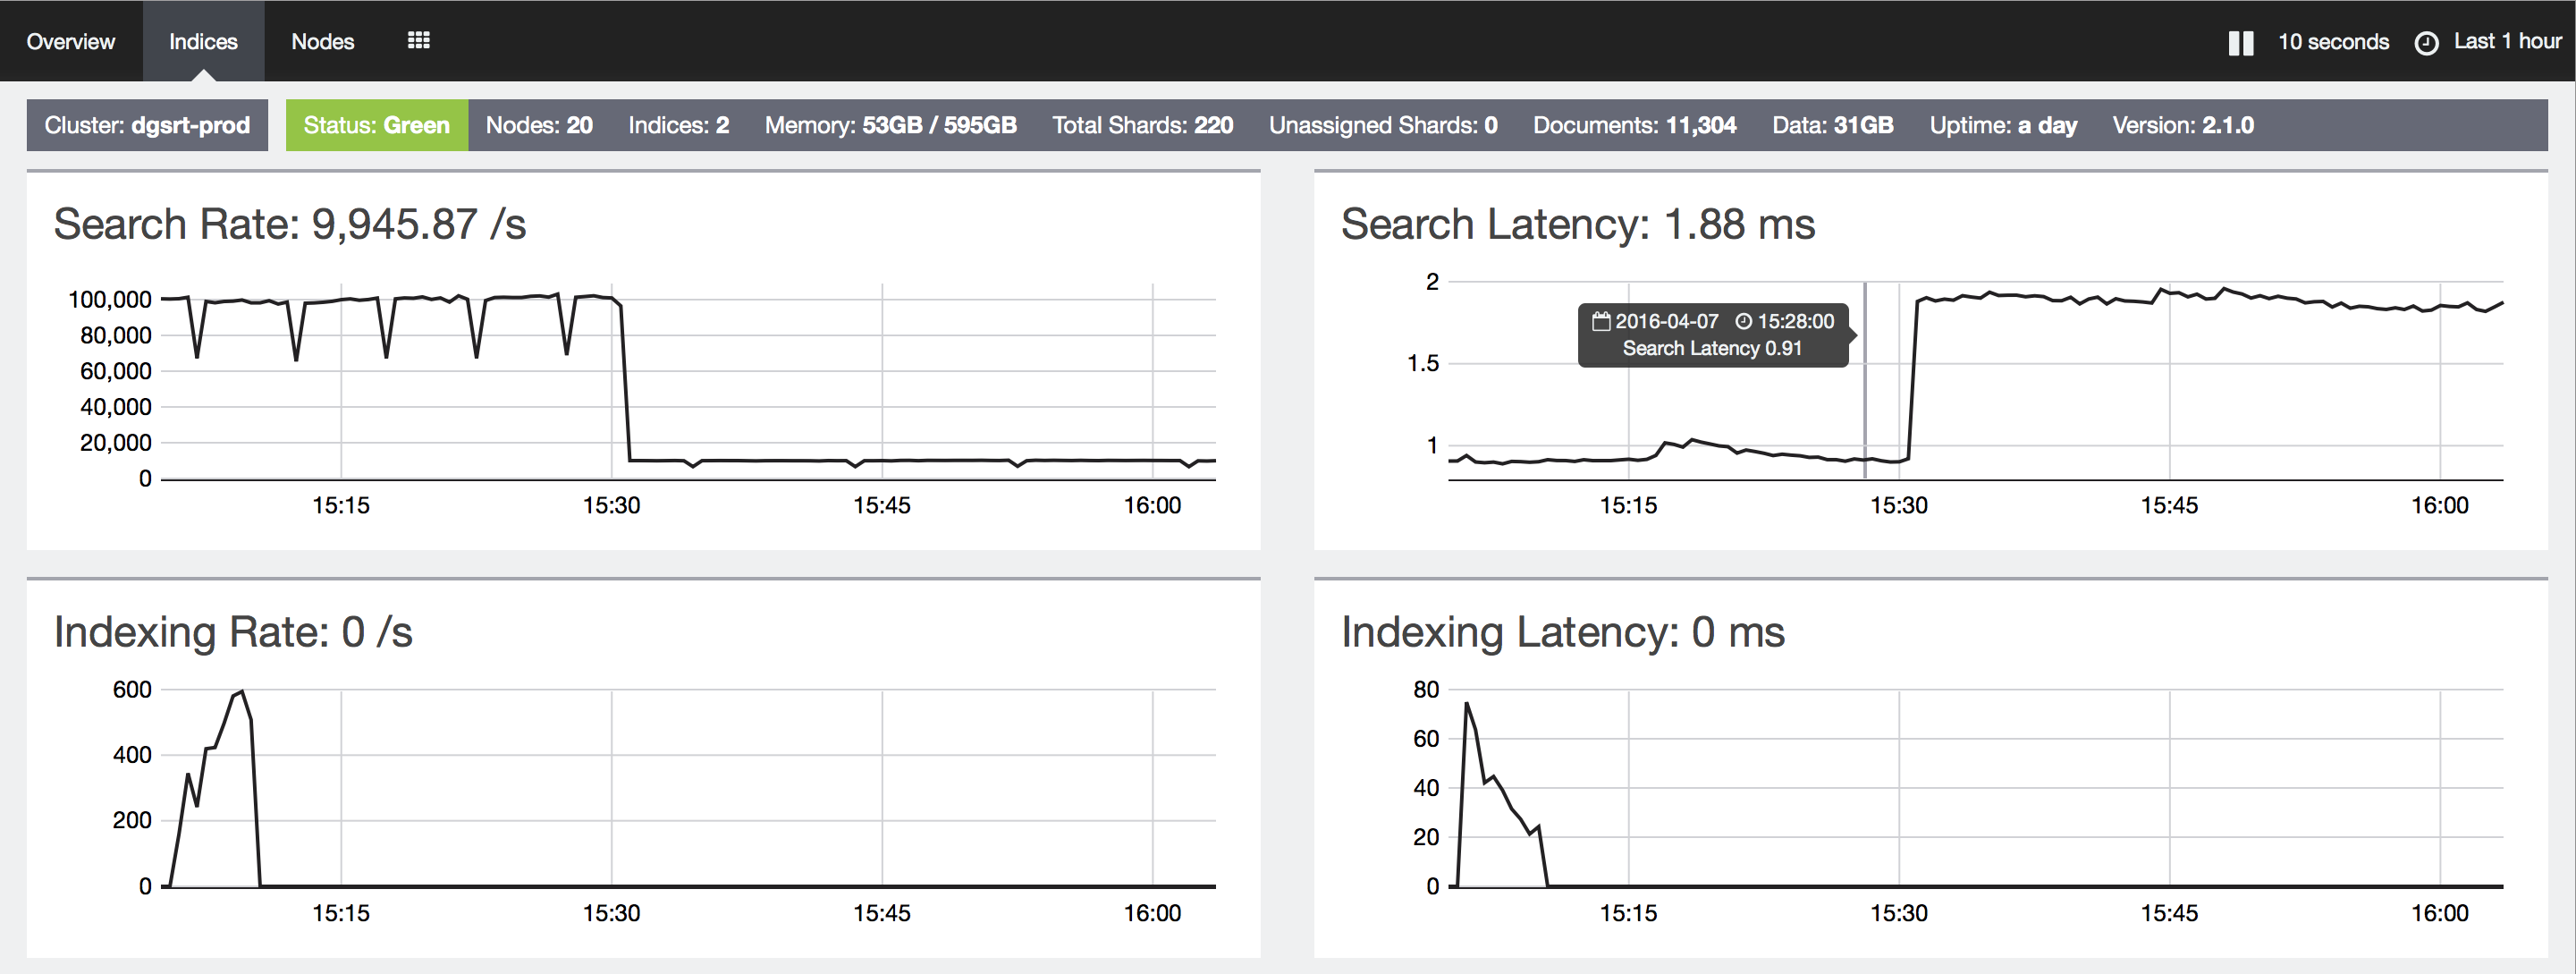 Overview Indices Nodes 10 seconds Last 1 hour
Cluster: dgsrt-prod Status: Green Nodes: 20 Indices: 2 Memory: 53GB / 595GB Total Shards: 220 Unassigned Shards: 0 Documents: 11,304 Data: 31GB Uptime: a day Version: 2.1.0
Search Rate: 9,945.87 /s
100,000
80,000
60,000
40,000
20,000
0
15:15 15:30 15:45 16:00
Search Latency: 1.88 ms
2
2016-04-07 15:28:00
Search Latency 0.91
1.5
1
15:15 15:30 15:45 16:00
Indexing Rate: 0 /s
600
400
200
0
15:15 15:30 15:45 16:00
Indexing Latency: 0 ms
80
60
40
20
0
15:15 15:30 15:45 16:00